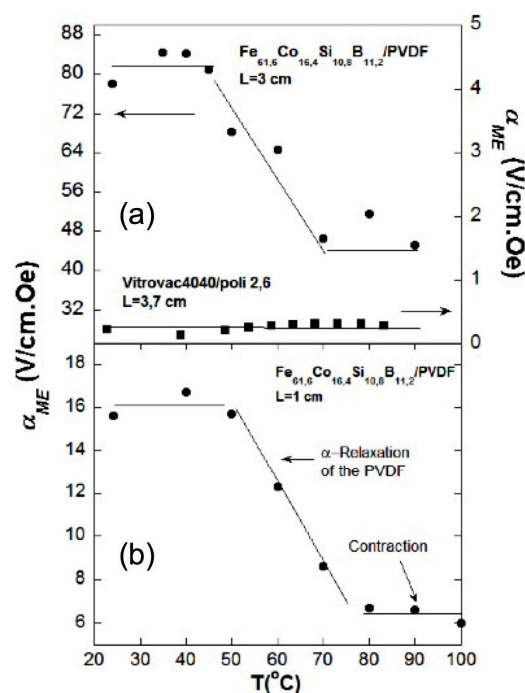 88
80
72
64
56
48
40
32
5
4
3
2
1
0
Fe61,6Co16,4Si10,8B11,2/PVDF
L=3 cm
(a)
Vitrovac4040/poli 2,6
L=3,7 cm
αME (V/cm.Oe)
αME (V/cm.Oe)
18
16
14
12
10
8
6
Fe61,6Co16,4Si10,8B11,2/PVDF
L=1 cm
α–Relaxation
of the PVDF
Contraction
(b)
20 30 40 50 60 70 80 90 100
T(°C)